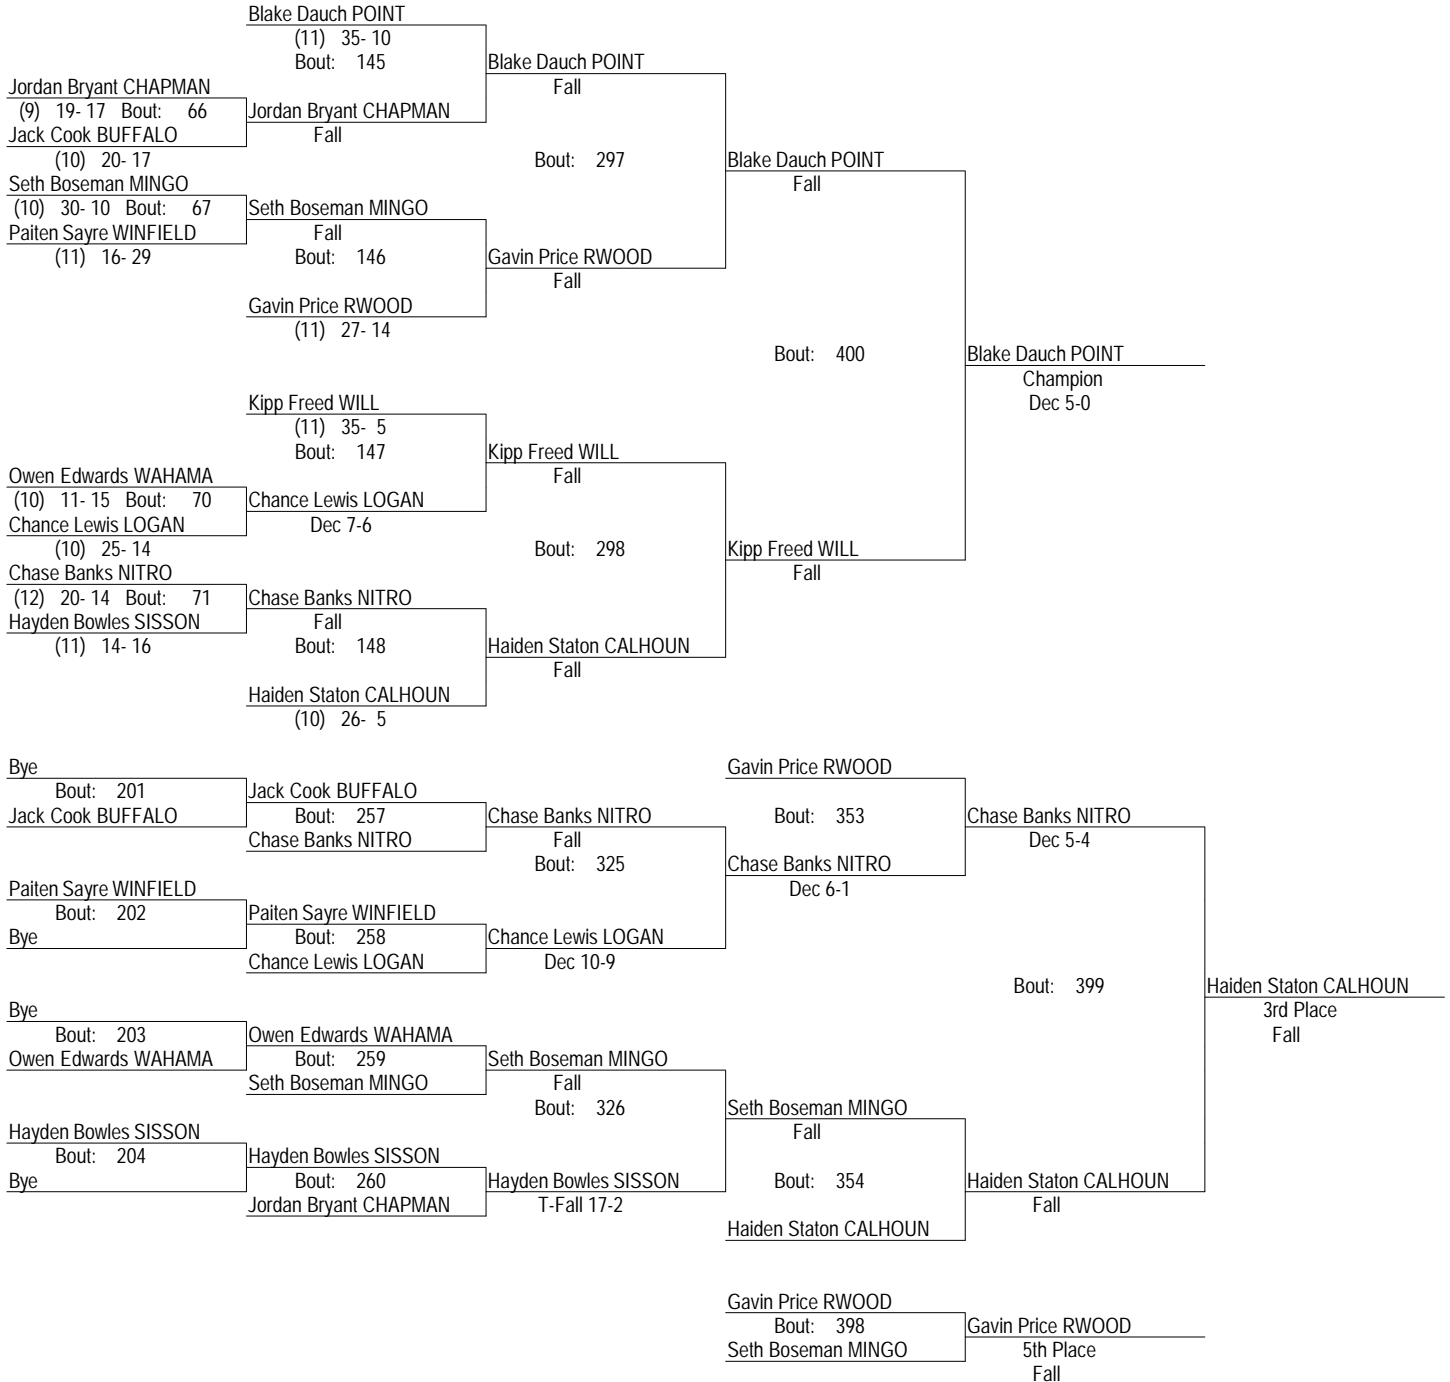 Blake Dauch POINT
(11) 35- 10
Bout: 145
Blake Dauch POINT
Fall
Jordan Bryant CHAPMAN
(9) 19- 17 Bout: 66
Jordan Bryant CHAPMAN
Fall
Jack Cook BUFFALO
(10) 20- 17
Bout: 297
Blake Dauch POINT
Fall
Seth Boseman MINGO
(10) 30- 10 Bout: 67
Seth Boseman MINGO
Fall
Paiten Sayre WINFIELD
(11) 16- 29
Bout: 146
Gavin Price RWOOD
Fall
Gavin Price RWOOD
(11) 27- 14
Bout: 400
Blake Dauch POINT
Champion
Dec 5-0
Kipp Freed WILL
(11) 35- 5
Bout: 147
Kipp Freed WILL
Fall
Owen Edwards WAHAMA
(10) 11- 15 Bout: 70
Chance Lewis LOGAN
Dec 7-6
Chance Lewis LOGAN
(10) 25- 14
Bout: 298
Kipp Freed WILL
Fall
Chase Banks NITRO
(12) 20- 14 Bout: 71
Chase Banks NITRO
Fall
Hayden Bowles SISSON
(11) 14- 16
Bout: 148
Haiden Staton CALHOUN
Fall
Haiden Staton CALHOUN
(10) 26- 5
Bye
Bout: 201
Jack Cook BUFFALO
Jack Cook BUFFALO
Bout: 257
Chase Banks NITRO
Chase Banks NITRO
Fall
Bout: 325
Gavin Price RWOOD
Bout: 353
Chase Banks NITRO
Dec 6-1
Chase Banks NITRO
Dec 5-4
Paiten Sayre WINFIELD
Bout: 202
Bye
Paiten Sayre WINFIELD
Bout: 258
Chance Lewis LOGAN
Chance Lewis LOGAN
Dec 10-9
Bout: 399
Haiden Staton CALHOUN
3rd Place
Fall
Bye
Bout: 203
Owen Edwards WAHAMA
Owen Edwards WAHAMA
Bout: 259
Seth Boseman MINGO
Seth Boseman MINGO
Fall
Bout: 326
Seth Boseman MINGO
Fall
Hayden Bowles SISSON
Bout: 204
Bye
Hayden Bowles SISSON
Bout: 260
Jordan Bryant CHAPMAN
Hayden Bowles SISSON
T-Fall 17-2
Bout: 354
Haiden Staton CALHOUN
Haiden Staton CALHOUN
Fall
Gavin Price RWOOD
Bout: 398
Seth Boseman MINGO
Gavin Price RWOOD
5th Place
Fall